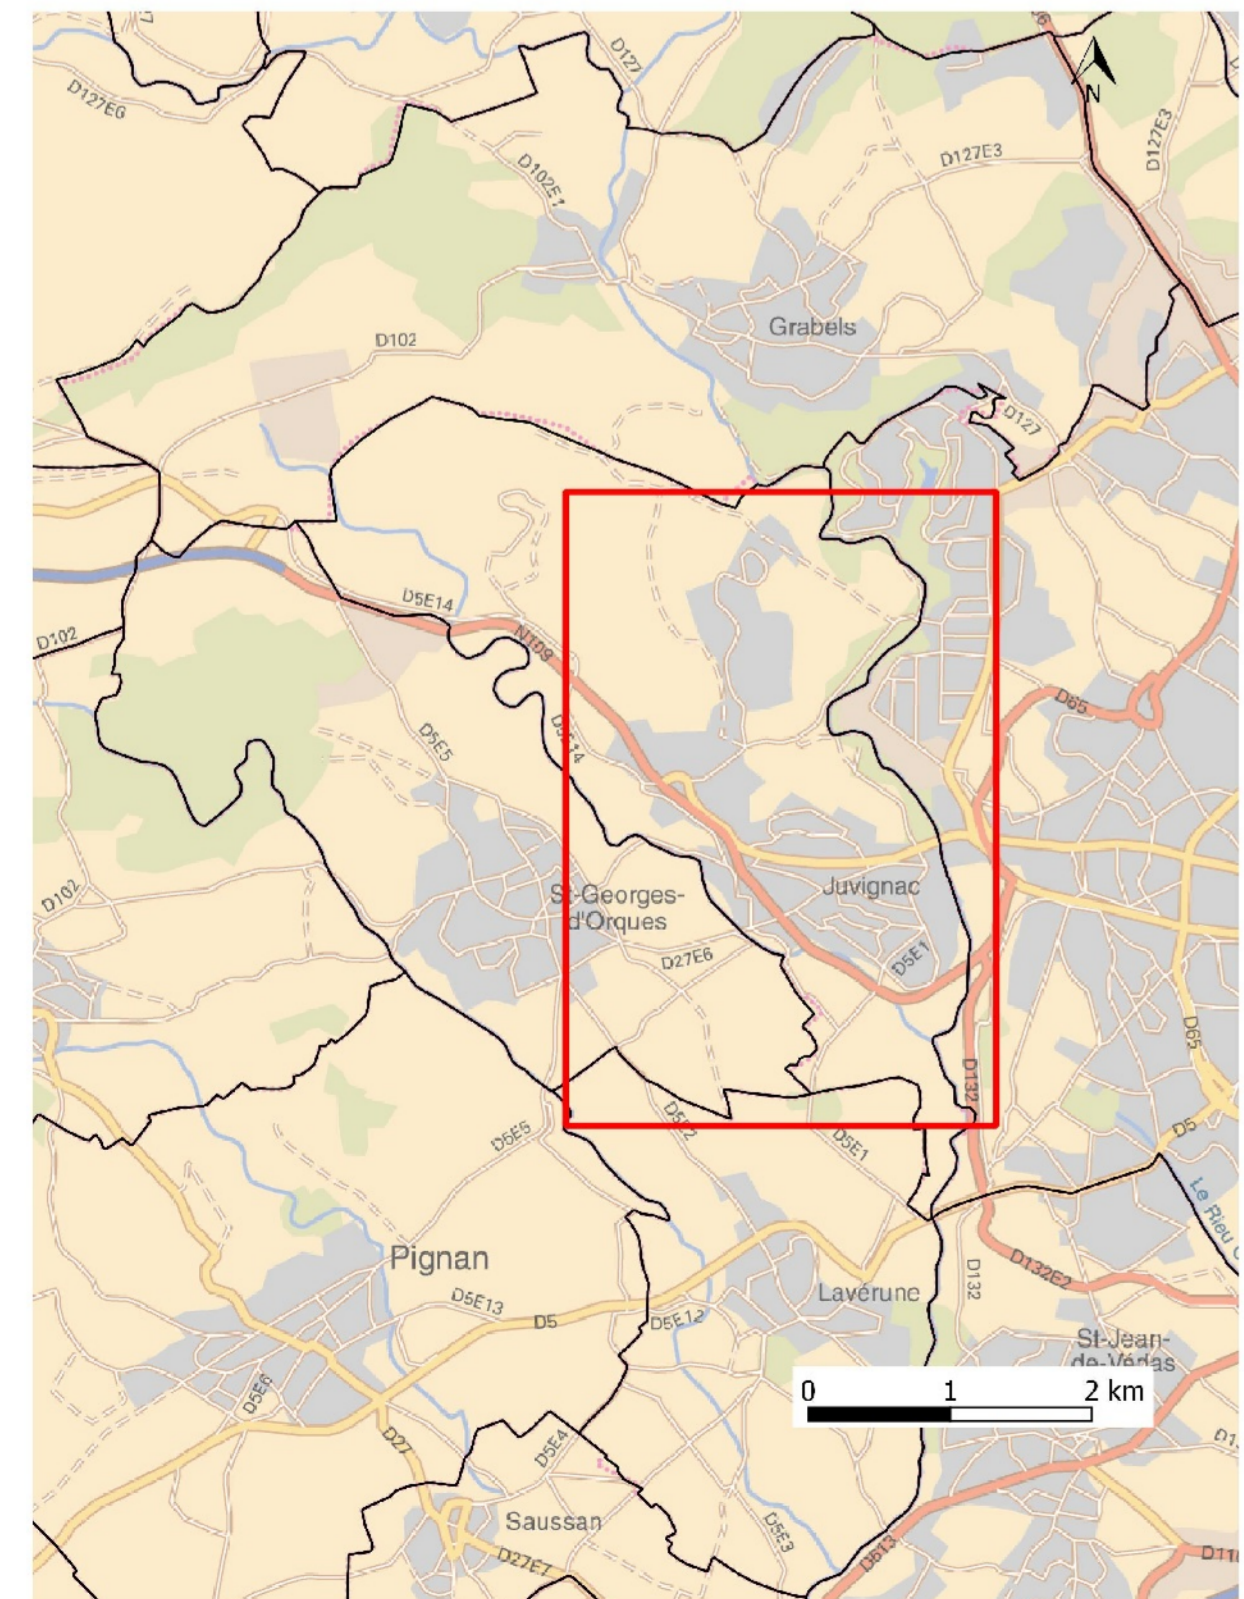 D127
D127E6
D127E3
D127E3
N
D102E1
Grabels
D102
D127
D5E14
D102
N109
D65
D5E14
D5E5
D102
Juvignac
St-Georges-
d'Orques
D27E6
D5E1
D65
D132
D5E2
D5E1
D5E5
D5
Le Rieu C
Pignan
D132E2
D132
Lavérune
D5E13
D5
D5E12
St-Jean-
de-Védas
0 1 2 km
D5E6
D27
D5E4
Saussan
D5E3
D27E7
D613